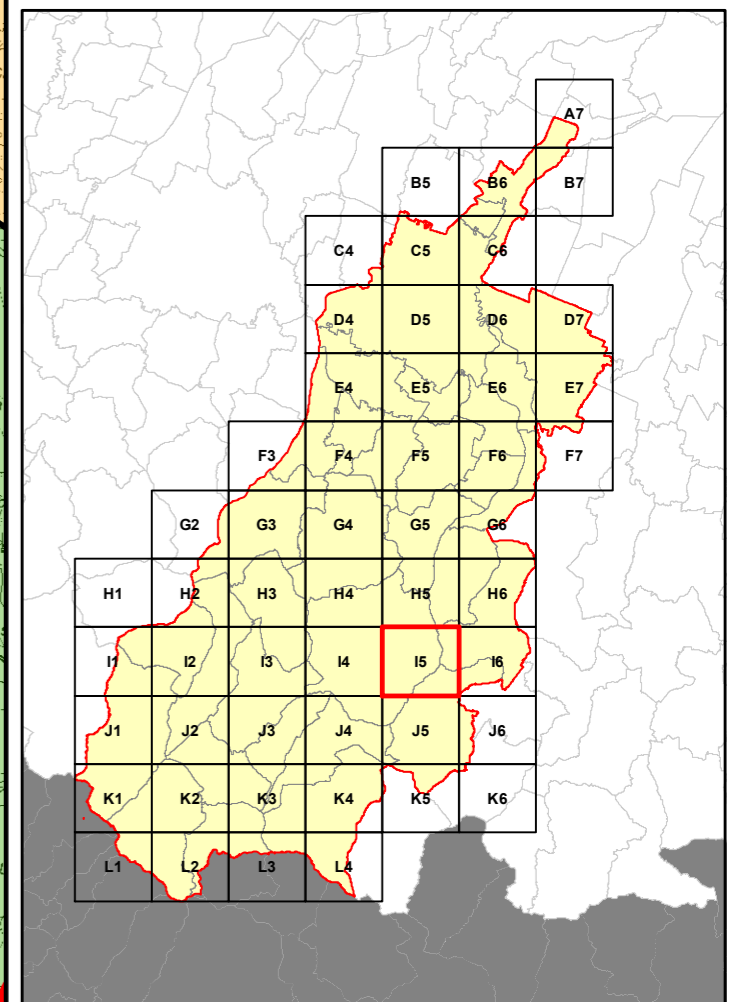 A7
B5 B6 B7
C4 C5 C6
D4 D5 D6 D7
E4 E5 E6 E7
F3 F4 F5 F6 F7
G2 G3 G4 G5 G6
H1 H2 H3 H4 H5 H6
I1 I2 I3 I4 I5 I6
J1 J2 J3 J4 J5 J6
K1 K2 K3 K4 K5 K6
L1 L2 L3 L4